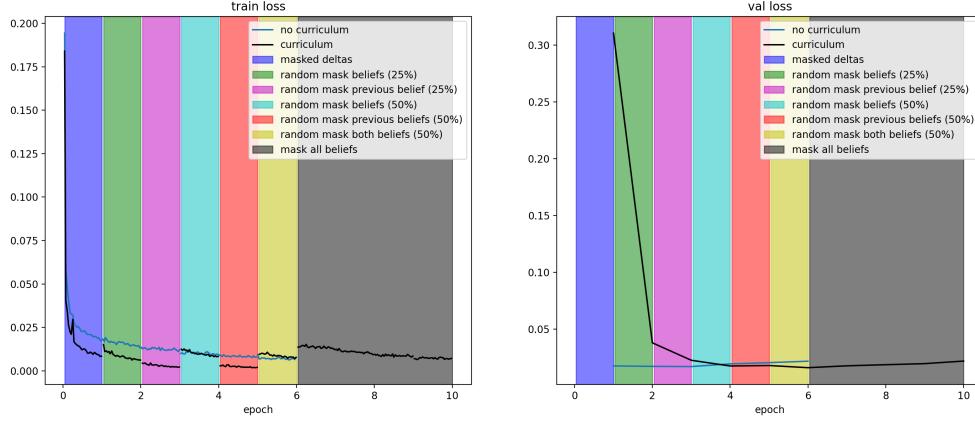 train loss
0.200
0.175
0.150
0.125
0.100
0.075
0.050
0.025
0.000
no curriculum
curriculum
masked deltas
random mask beliefs (25%)
random mask previous belief (25%)
random mask beliefs (50%)
random mask previous beliefs (50%)
random mask both beliefs (50%)
mask all beliefs
0 2 4 6 8 10
epoch
val loss
0.30
0.25
0.20
0.15
0.10
0.05
no curriculum
curriculum
masked deltas
random mask beliefs (25%)
random mask previous belief (25%)
random mask beliefs (50%)
random mask previous beliefs (50%)
random mask both beliefs (50%)
mask all beliefs
0 2 4 6 8 10
epoch